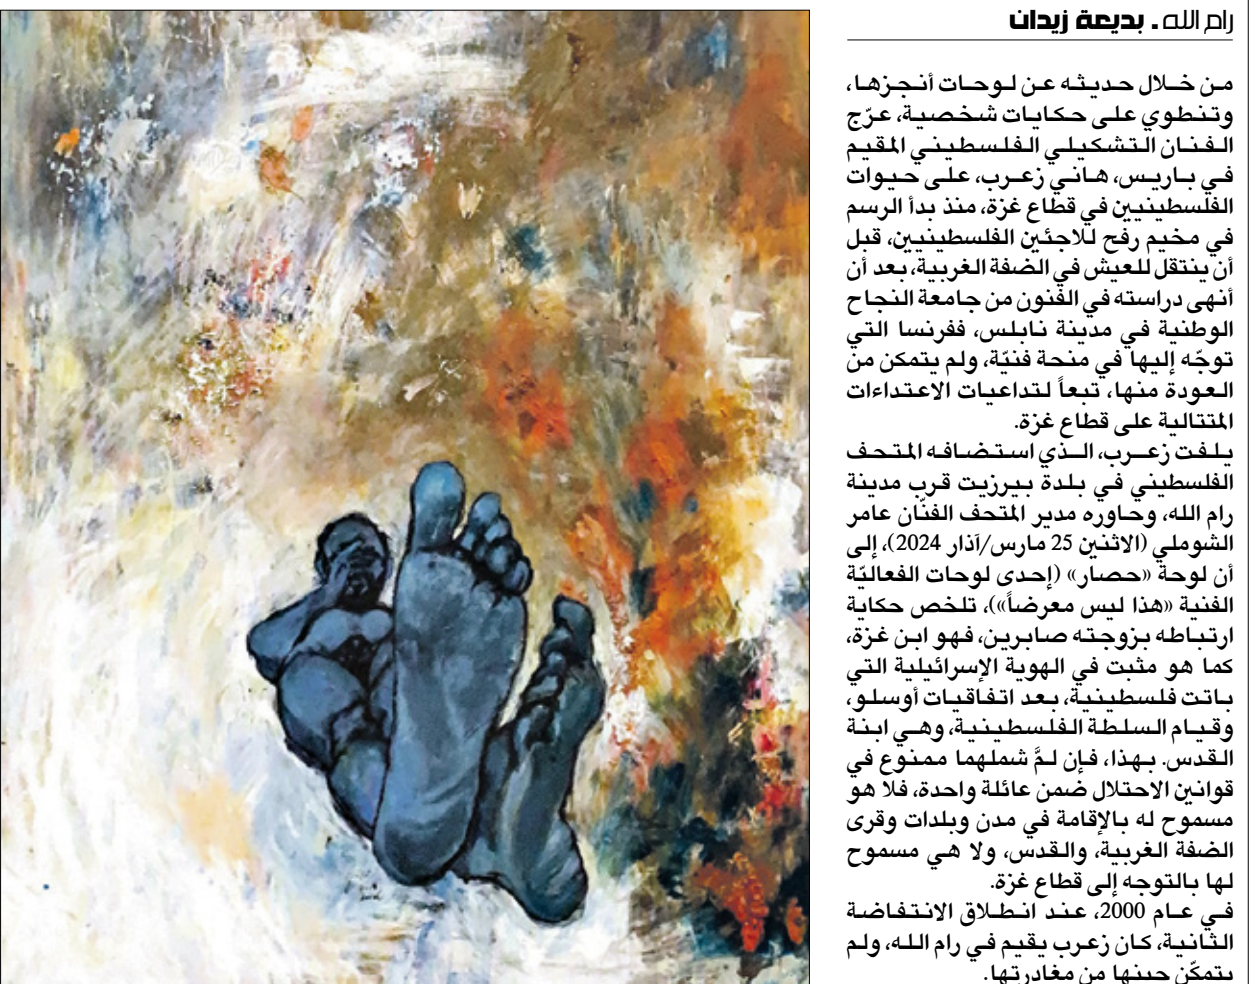 رام الله. بديعة زيدان
من خلال حديثه عن لوحات أنجزها،
وتنطوي على حكايات شخصية، عرّج
الفنان التشكيلي الفلسطيني المقيم
في باريس، هاني زعرب، على حيوات
الفلسطينيين في قطاع غزة، منذ بدأ الرسم
في مخيم رفح للاجئين الفلسطينيين، قبل
أن ينتقل للعيش في الضفة الغربية، بعد أن
أنهى دراسته في الفنون من جامعة النجاح
الوطنية في مدينة نابلس، ففرنسا التي
توجّه إليها في منحة فنيّة، ولم يتمكن من
العودة منها، تبعاً لتداعيات الاعتداءات
المتتالية على قطاع غزة.
يلفت زعرب، الذي استضافه المتحف
الفلسطيني في بلدة بيرزيت قرب مدينة
رام الله، وحاوره مدير المتحف الفنّان عامر
الشوملي (الاثنين 25 مارس/آذار 2024)، إلى
أن لوحة «حصار» (إحدى لوحات الفعاليّة
الفنية «هذا ليس معرضاً»)، تلخص حكاية
ارتباطه بزوجته صابرين، فهو ابن غزة،
كما هو مثبت في الهوية الإسرائيلية التي
باتت فلسطينية، بعد اتفاقيات أوسلو،
وقيام السلطة الفلسطينية، وهي ابنة
القدس. بهذا، فإن لمَّ شملهما ممنوع في
قوانين الاحتلال ضمن عائلة واحدة، فلا هو
مسموح له بالإقامة في مدن وبلدات وقرى
الضفة الغربية، والقدس، ولا هي مسموح
لها بالتوجه إلى قطاع غزة.
في عام 2000، عند انطلاق الانتفاضة
الثانية، كان زعرب يقيم في رام الله، ولم
يتمكّن حينها من مغادرتها.